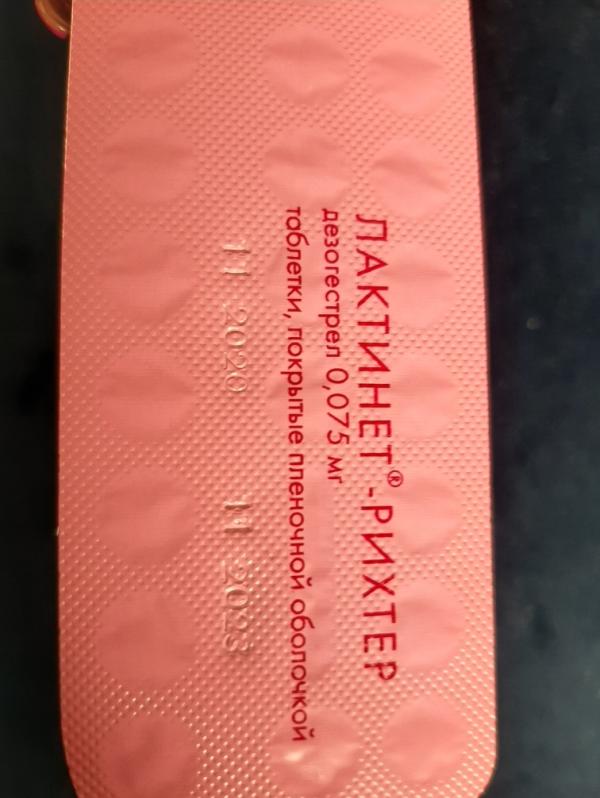 ЛАКТИНЕТ®-РИХТЕР
дезогестрел 0,075 мг
таблетки, покрытые пленочной оболочкой
11 2020 11 2023